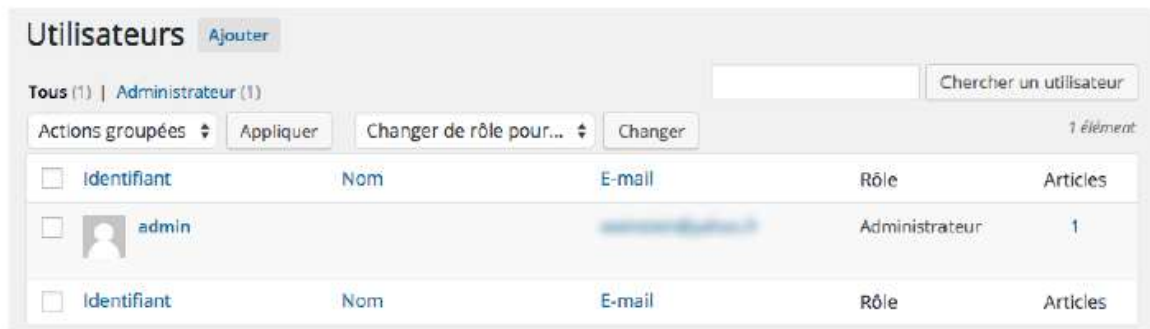 Utilisateurs Ajouter
Tous (1) | Administrateur (1)
Chercher un utilisateur
Actions groupées Appliquer Changer de rôle pour... Changer 1 élément
Identifiant Nom E-mail Rôle Articles
admin Administrateur 1
Identifiant Nom E-mail Rôle Articles